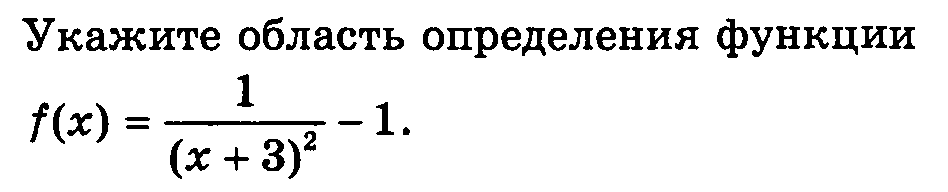 Укажите область определения функции
f(x) = 1/(x + 3)² − 1.